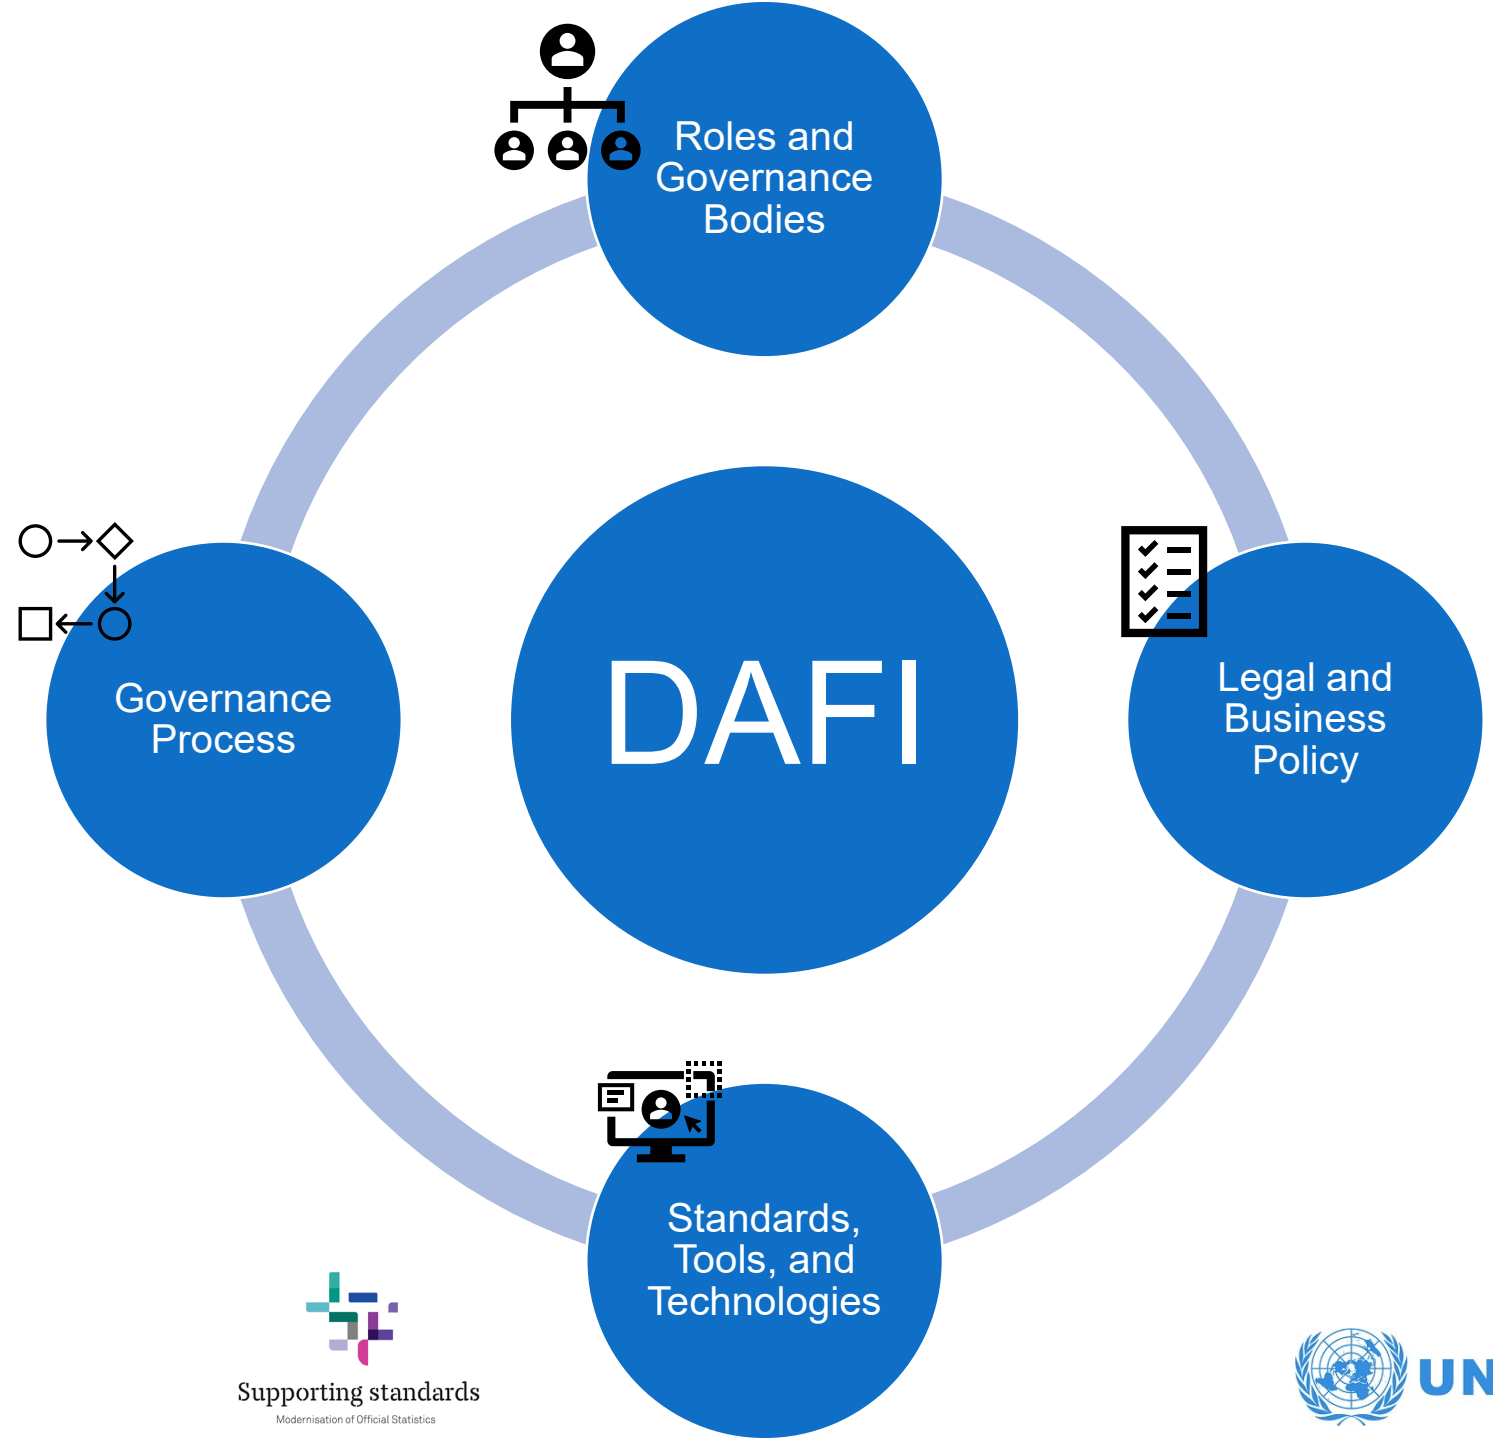 Roles and
Governance
Bodies
Governance
Process
DAFI
Legal and
Business
Policy
Standards,
Tools, and
Technologies
Supporting standards
Modernisation of Official Statistics
UN